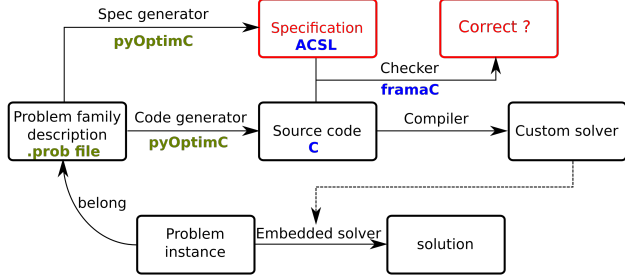 Spec generator
pyOptimC
Specification
ACSL
Correct ?
Checker
framaC
Problem family
description
.prob file
Code generator
pyOptimC
Source code
C
Compiler
Custom solver
belong
Problem
instance
Embedded solver
solution